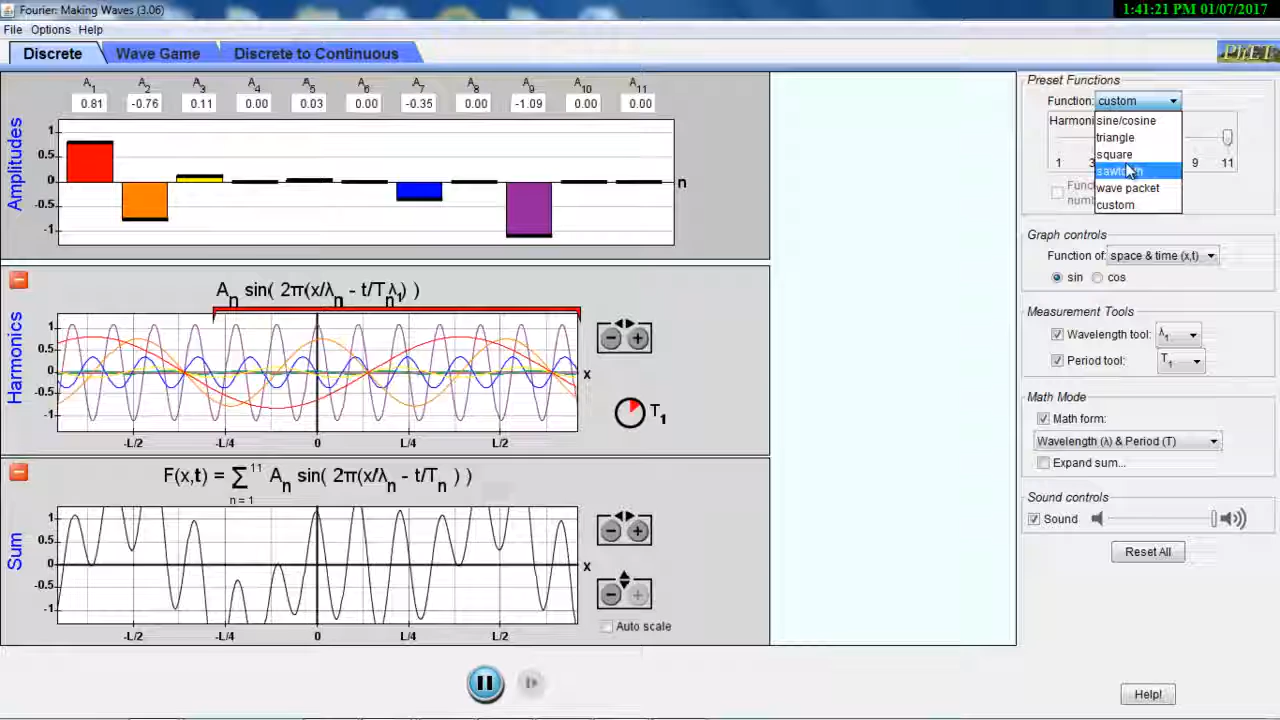 Fourier: Making Waves (3.06)
1:41:21 PM 01/07/2017
File Options Help
Discrete Wave Game Discrete to Continuous
PhET
A1 A2 A3 A4 A5 A6 A7 A8 A9 A10 A11
0.81 -0.76 0.11 0.00 0.03 0.00 -0.35 0.00 -1.09 0.00 0.00
Amplitudes
1
0.5
0
-0.5
-1
n
Harmonics
An sin( 2π(x/λn - t/Tn) )
λ1
1
0.5
0
-0.5
-1
x
-L/2 -L/4 0 L/4 L/2
T1
Sum
F(x,t) = Σ An sin( 2π(x/λn - t/Tn ) )
11
n = 1
1
0.5
0
-0.5
-1
x
-L/2 -L/4 0 L/4 L/2
Auto scale
Preset Functions
Function: custom
sine/cosine
triangle
square
wave packet
custom
1 9 11
Graph controls
Function of: space & time (x,t)
sin cos
Measurement Tools
Wavelength tool: λ1
Period tool: T1
Math Mode
Math form:
Wavelength (λ) & Period (T)
Expand sum...
Sound controls
Sound
Reset All
Help!